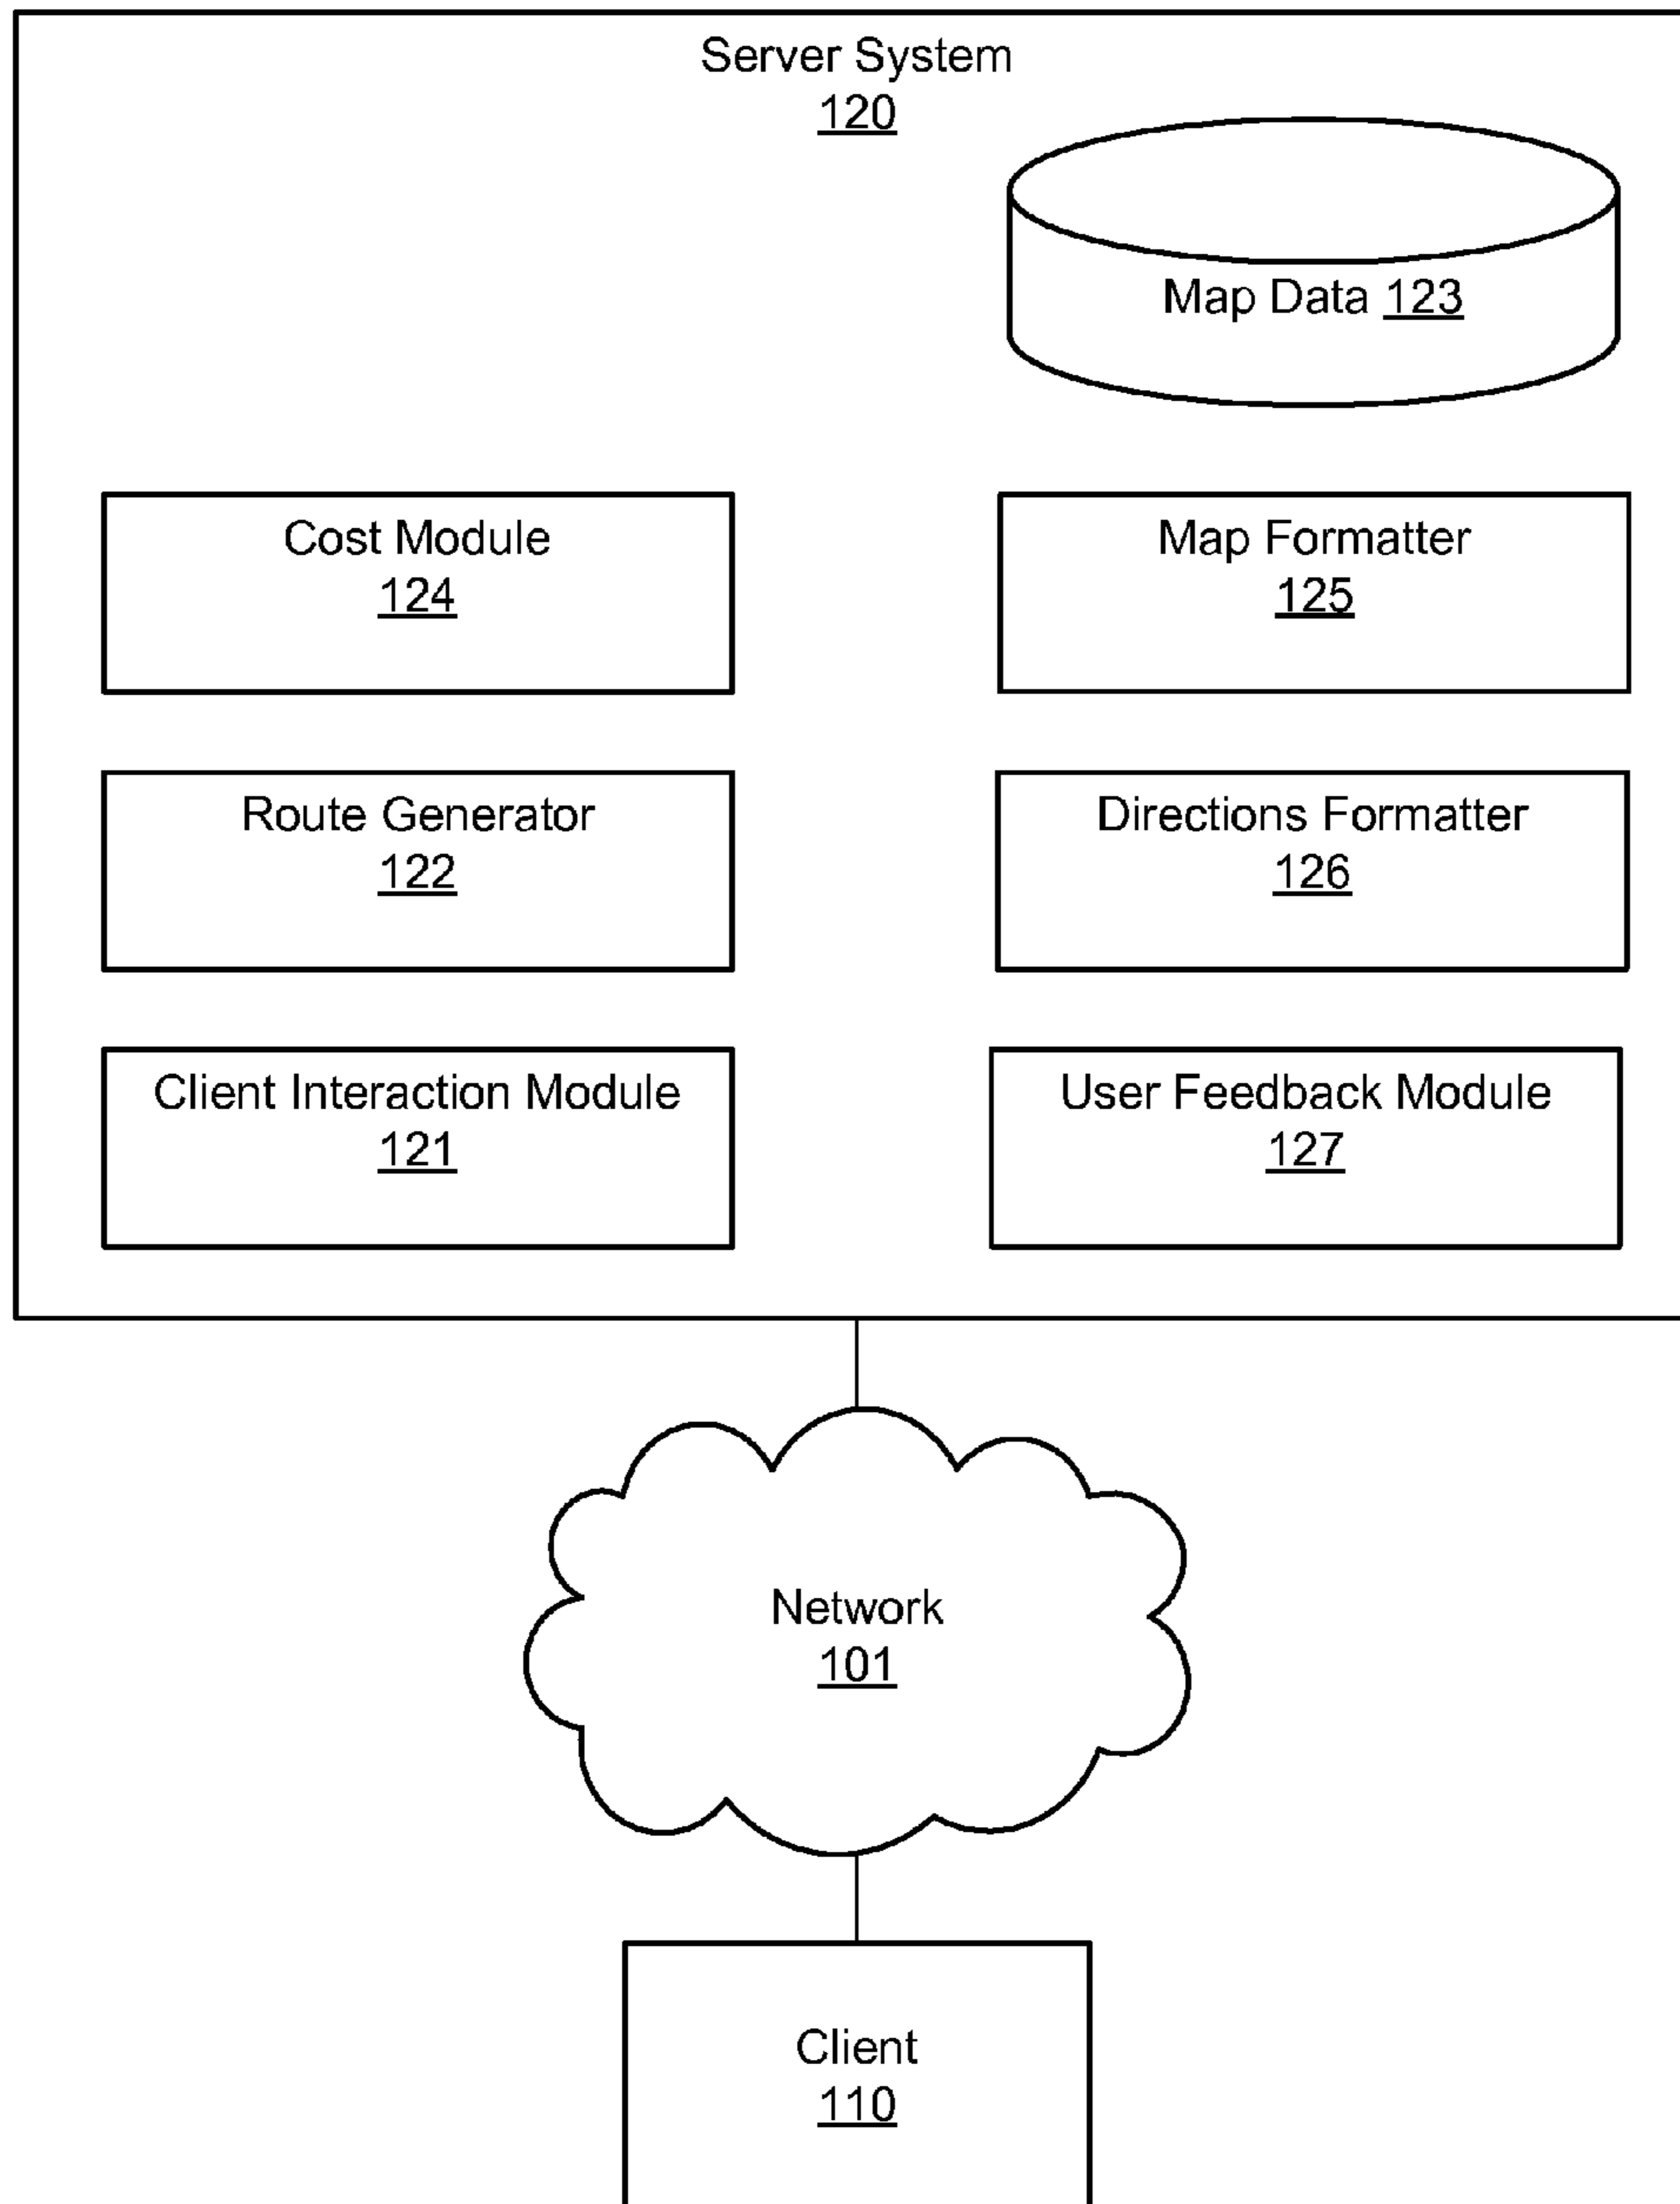 Server System
120
Map Data 123
Cost Module
124
Map Formatter
125
Route Generator
122
Directions Formatter
126
Client Interaction Module
121
User Feedback Module
127
Network
101
Client
110